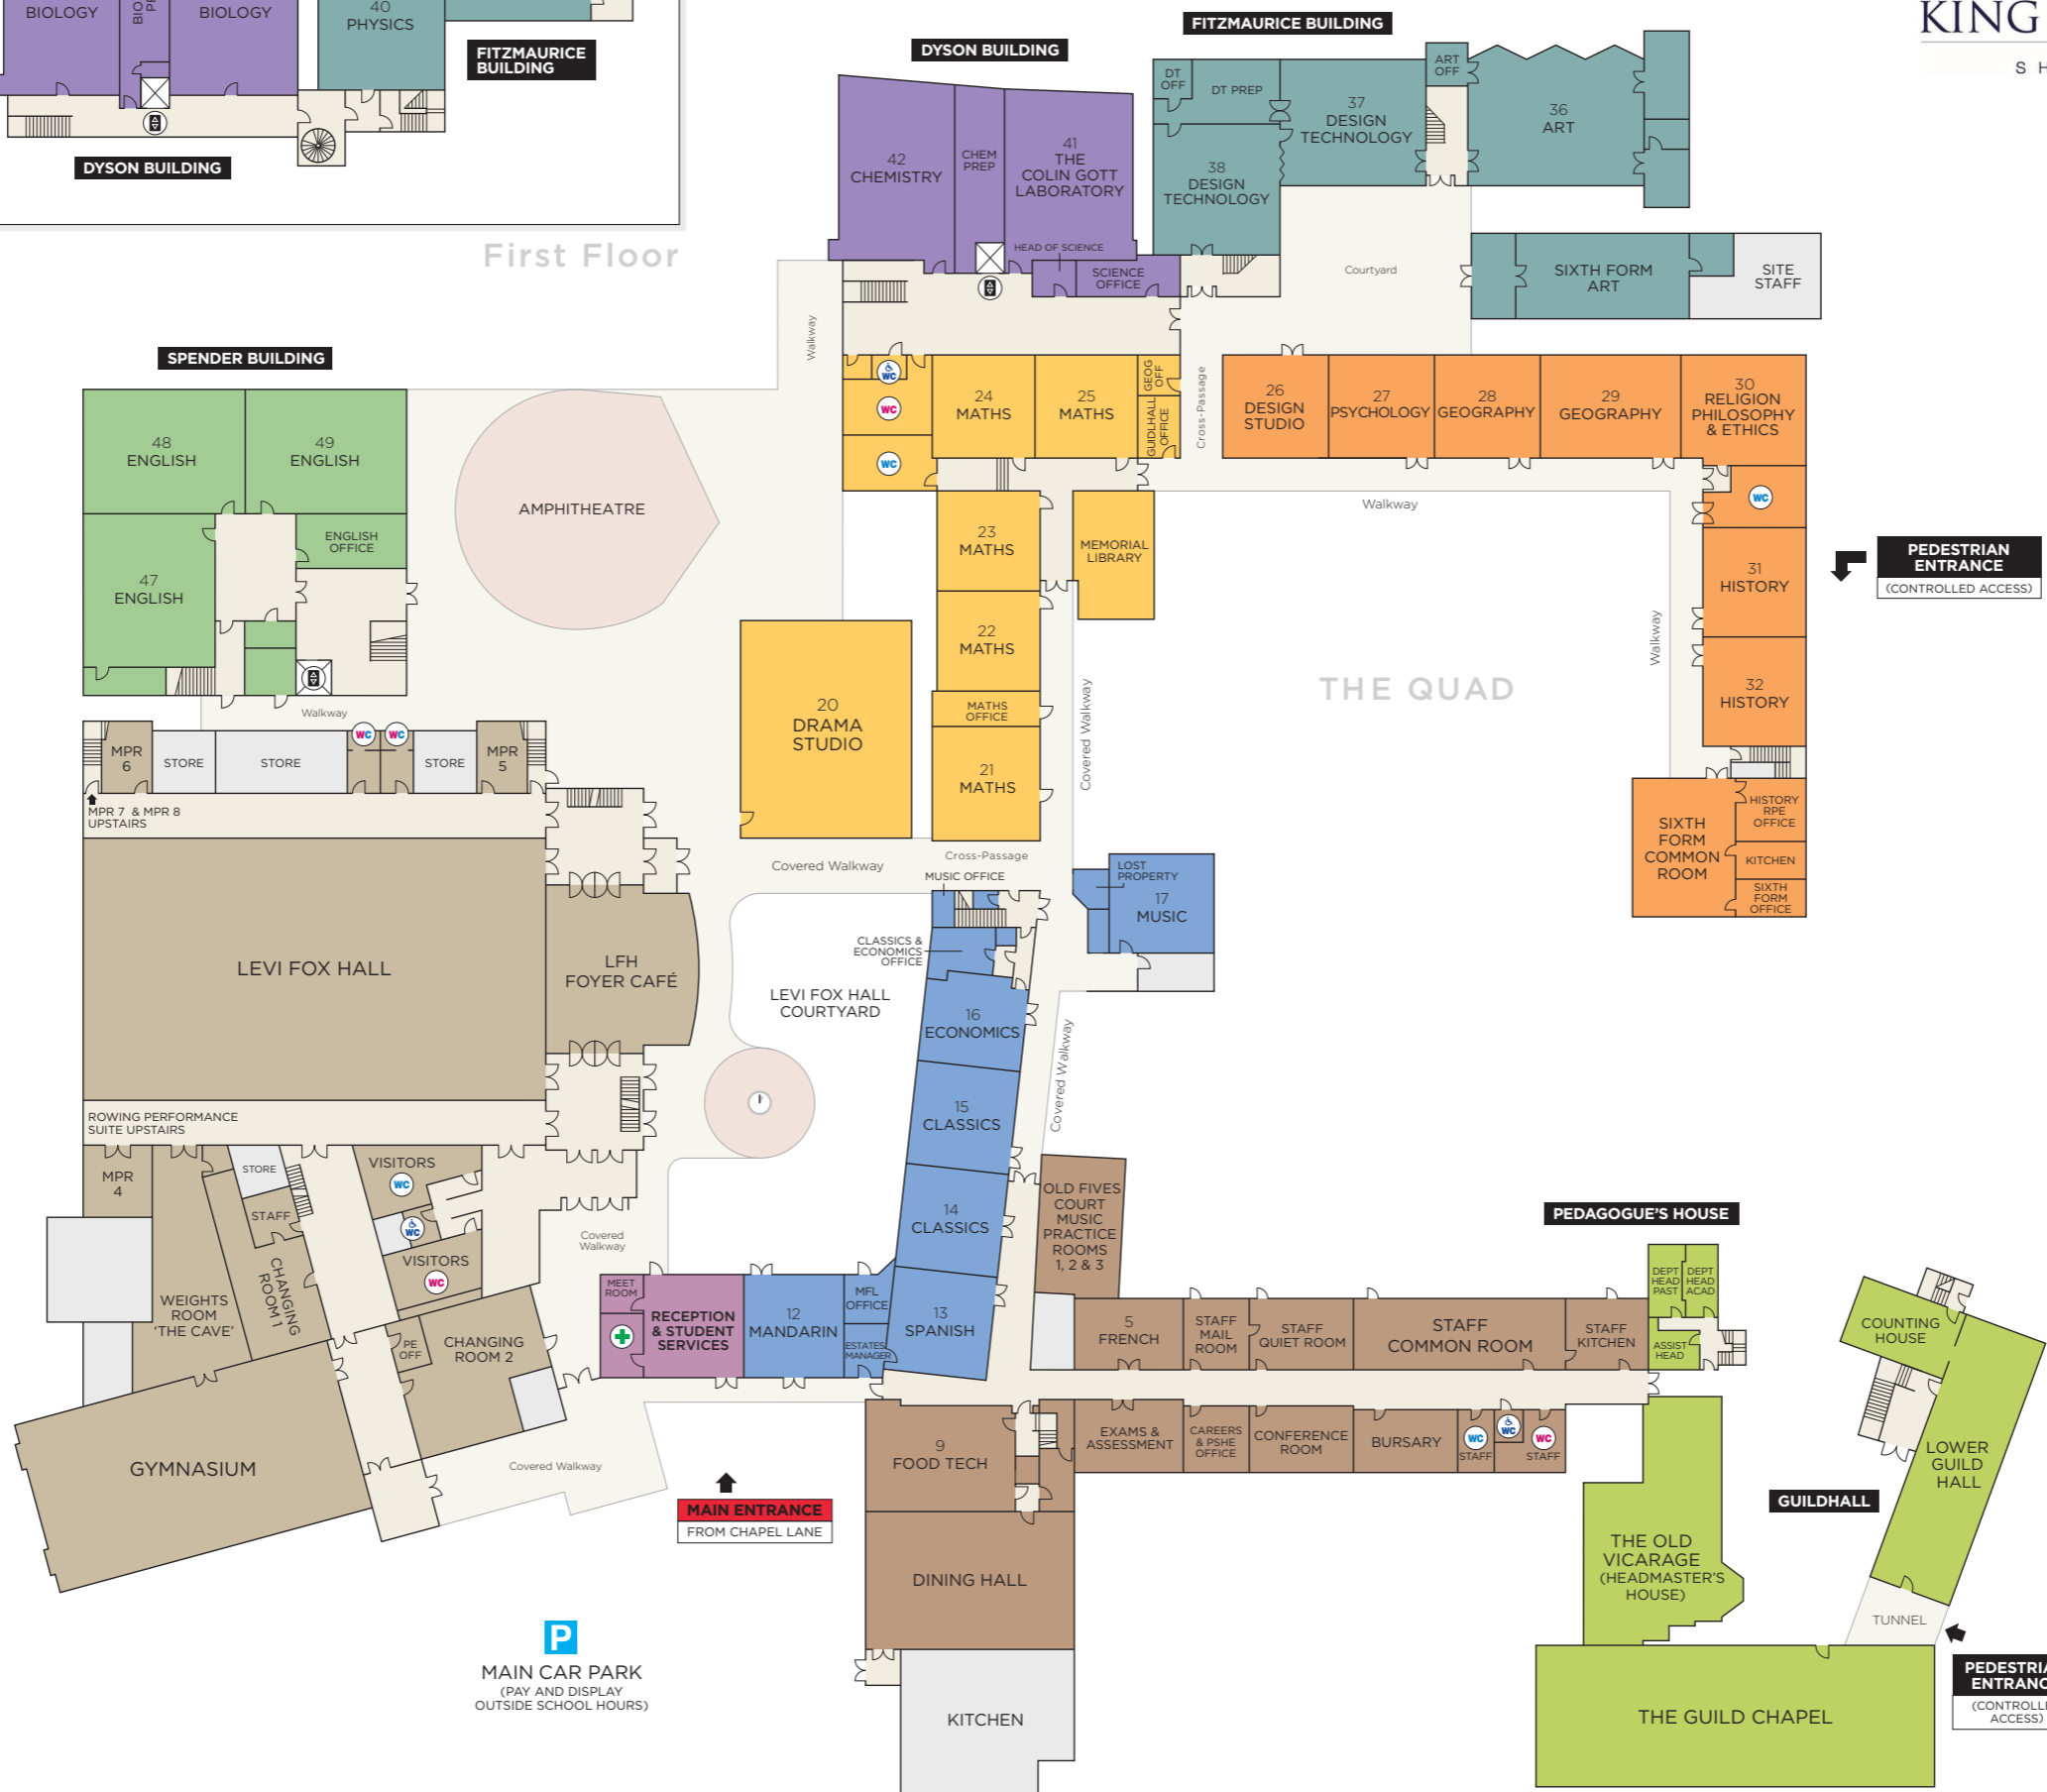 BIOLOGY
BIOLOGY
40
PHYSICS
FITZMAURICE
BUILDING
DYSON BUILDING
First Floor
KING
S H
FITZMAURICE BUILDING
DYSON BUILDING
42
CHEMISTRY
CHEM
PREP
41
THE
COLIN GOTT
LABORATORY
HEAD OF SCIENCE
SCIENCE
OFFICE
DT
OFF
DT PREP
37
DESIGN
TECHNOLOGY
38
DESIGN
TECHNOLOGY
ART
OFF
36
ART
Courtyard
SIXTH FORM
ART
SITE
STAFF
Walkway
SPENDER BUILDING
48
ENGLISH
49
ENGLISH
ENGLISH
OFFICE
47
ENGLISH
Walkway
AMPHITHEATRE
WC
WC
WC
24
MATHS
25
MATHS
GEOG
OFF
GUIDLHALL
OFFICE
Cross-Passage
26
DESIGN
STUDIO
27
PSYCHOLOGY
28
GEOGRAPHY
29
GEOGRAPHY
30
RELIGION
PHILOSOPHY
& ETHICS
Walkway
WC
31
HISTORY
32
HISTORY
Walkway
PEDESTRIAN
ENTRANCE
(CONTROLLED ACCESS)
23
MATHS
MEMORIAL
LIBRARY
22
MATHS
MATHS
OFFICE
21
MATHS
20
DRAMA
STUDIO
Covered Walkway
THE QUAD
HISTORY
RPE
OFFICE
SIXTH
FORM
COMMON
ROOM
KITCHEN
SIXTH
FORM
OFFICE
MPR
6
STORE
STORE
WC
WC
STORE
MPR
5
MPR 7 & MPR 8
UPSTAIRS
LEVI FOX HALL
LFH
FOYER CAFÉ
ROWING PERFORMANCE
SUITE UPSTAIRS
Covered Walkway
Cross-Passage
MUSIC OFFICE
LOST
PROPERTY
17
MUSIC
CLASSICS &
ECONOMICS
OFFICE
LEVI FOX HALL
COURTYARD
16
ECONOMICS
15
CLASSICS
14
CLASSICS
13
SPANISH
Covered Walkway
OLD FIVES
COURT
MUSIC
PRACTICE
ROOMS
1, 2 & 3
MPR
4
STORE
STAFF
CHANGING
ROOM 1
VISITORS
WC
WC
VISITORS
WC
WEIGHTS
ROOM
'THE CAVE'
PE
OFF
CHANGING
ROOM 2
GYMNASIUM
Covered
Walkway
Covered Walkway
MEET
ROOM
RECEPTION
& STUDENT
SERVICES
12
MANDARIN
MFL
OFFICE
ESTATES
MANAGER
5
FRENCH
STAFF
MAIL
ROOM
STAFF
QUIET ROOM
STAFF
COMMON ROOM
STAFF
KITCHEN
PEDAGOGUE'S HOUSE
DEPT
HEAD
PAST
DEPT
HEAD
ACAD
ASSIST
HEAD
9
FOOD TECH
EXAMS &
ASSESSMENT
CAREERS
& PSHE
OFFICE
CONFERENCE
ROOM
BURSARY
WC
STAFF
WC
WC
STAFF
COUNTING
HOUSE
LOWER
GUILD
HALL
GUILDHALL
MAIN ENTRANCE
FROM CHAPEL LANE
DINING HALL
KITCHEN
THE OLD
VICARAGE
(HEADMASTER'S
HOUSE)
TUNNEL
THE GUILD CHAPEL
P
MAIN CAR PARK
(PAY AND DISPLAY
OUTSIDE SCHOOL HOURS)